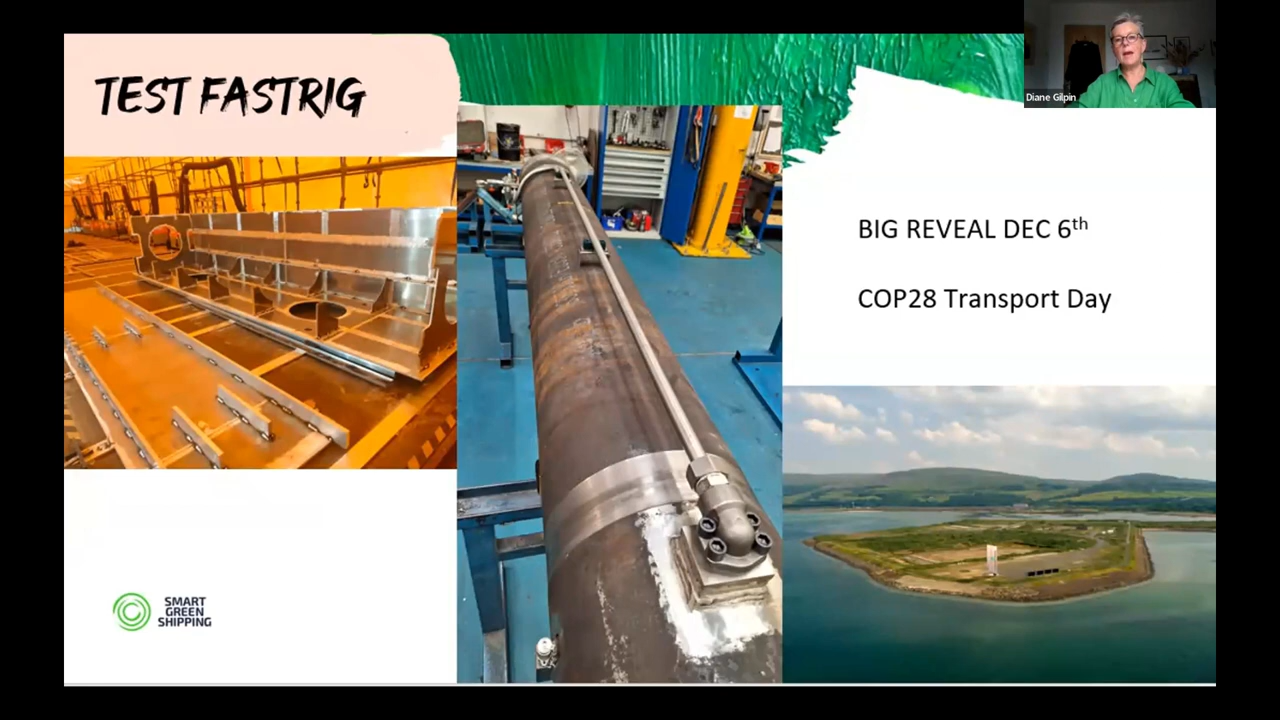 TEST FASTRIG
Diane Gilpin
BIG REVEAL DEC 6th
COP28 Transport Day
SMART
GREEN
SHIPPING